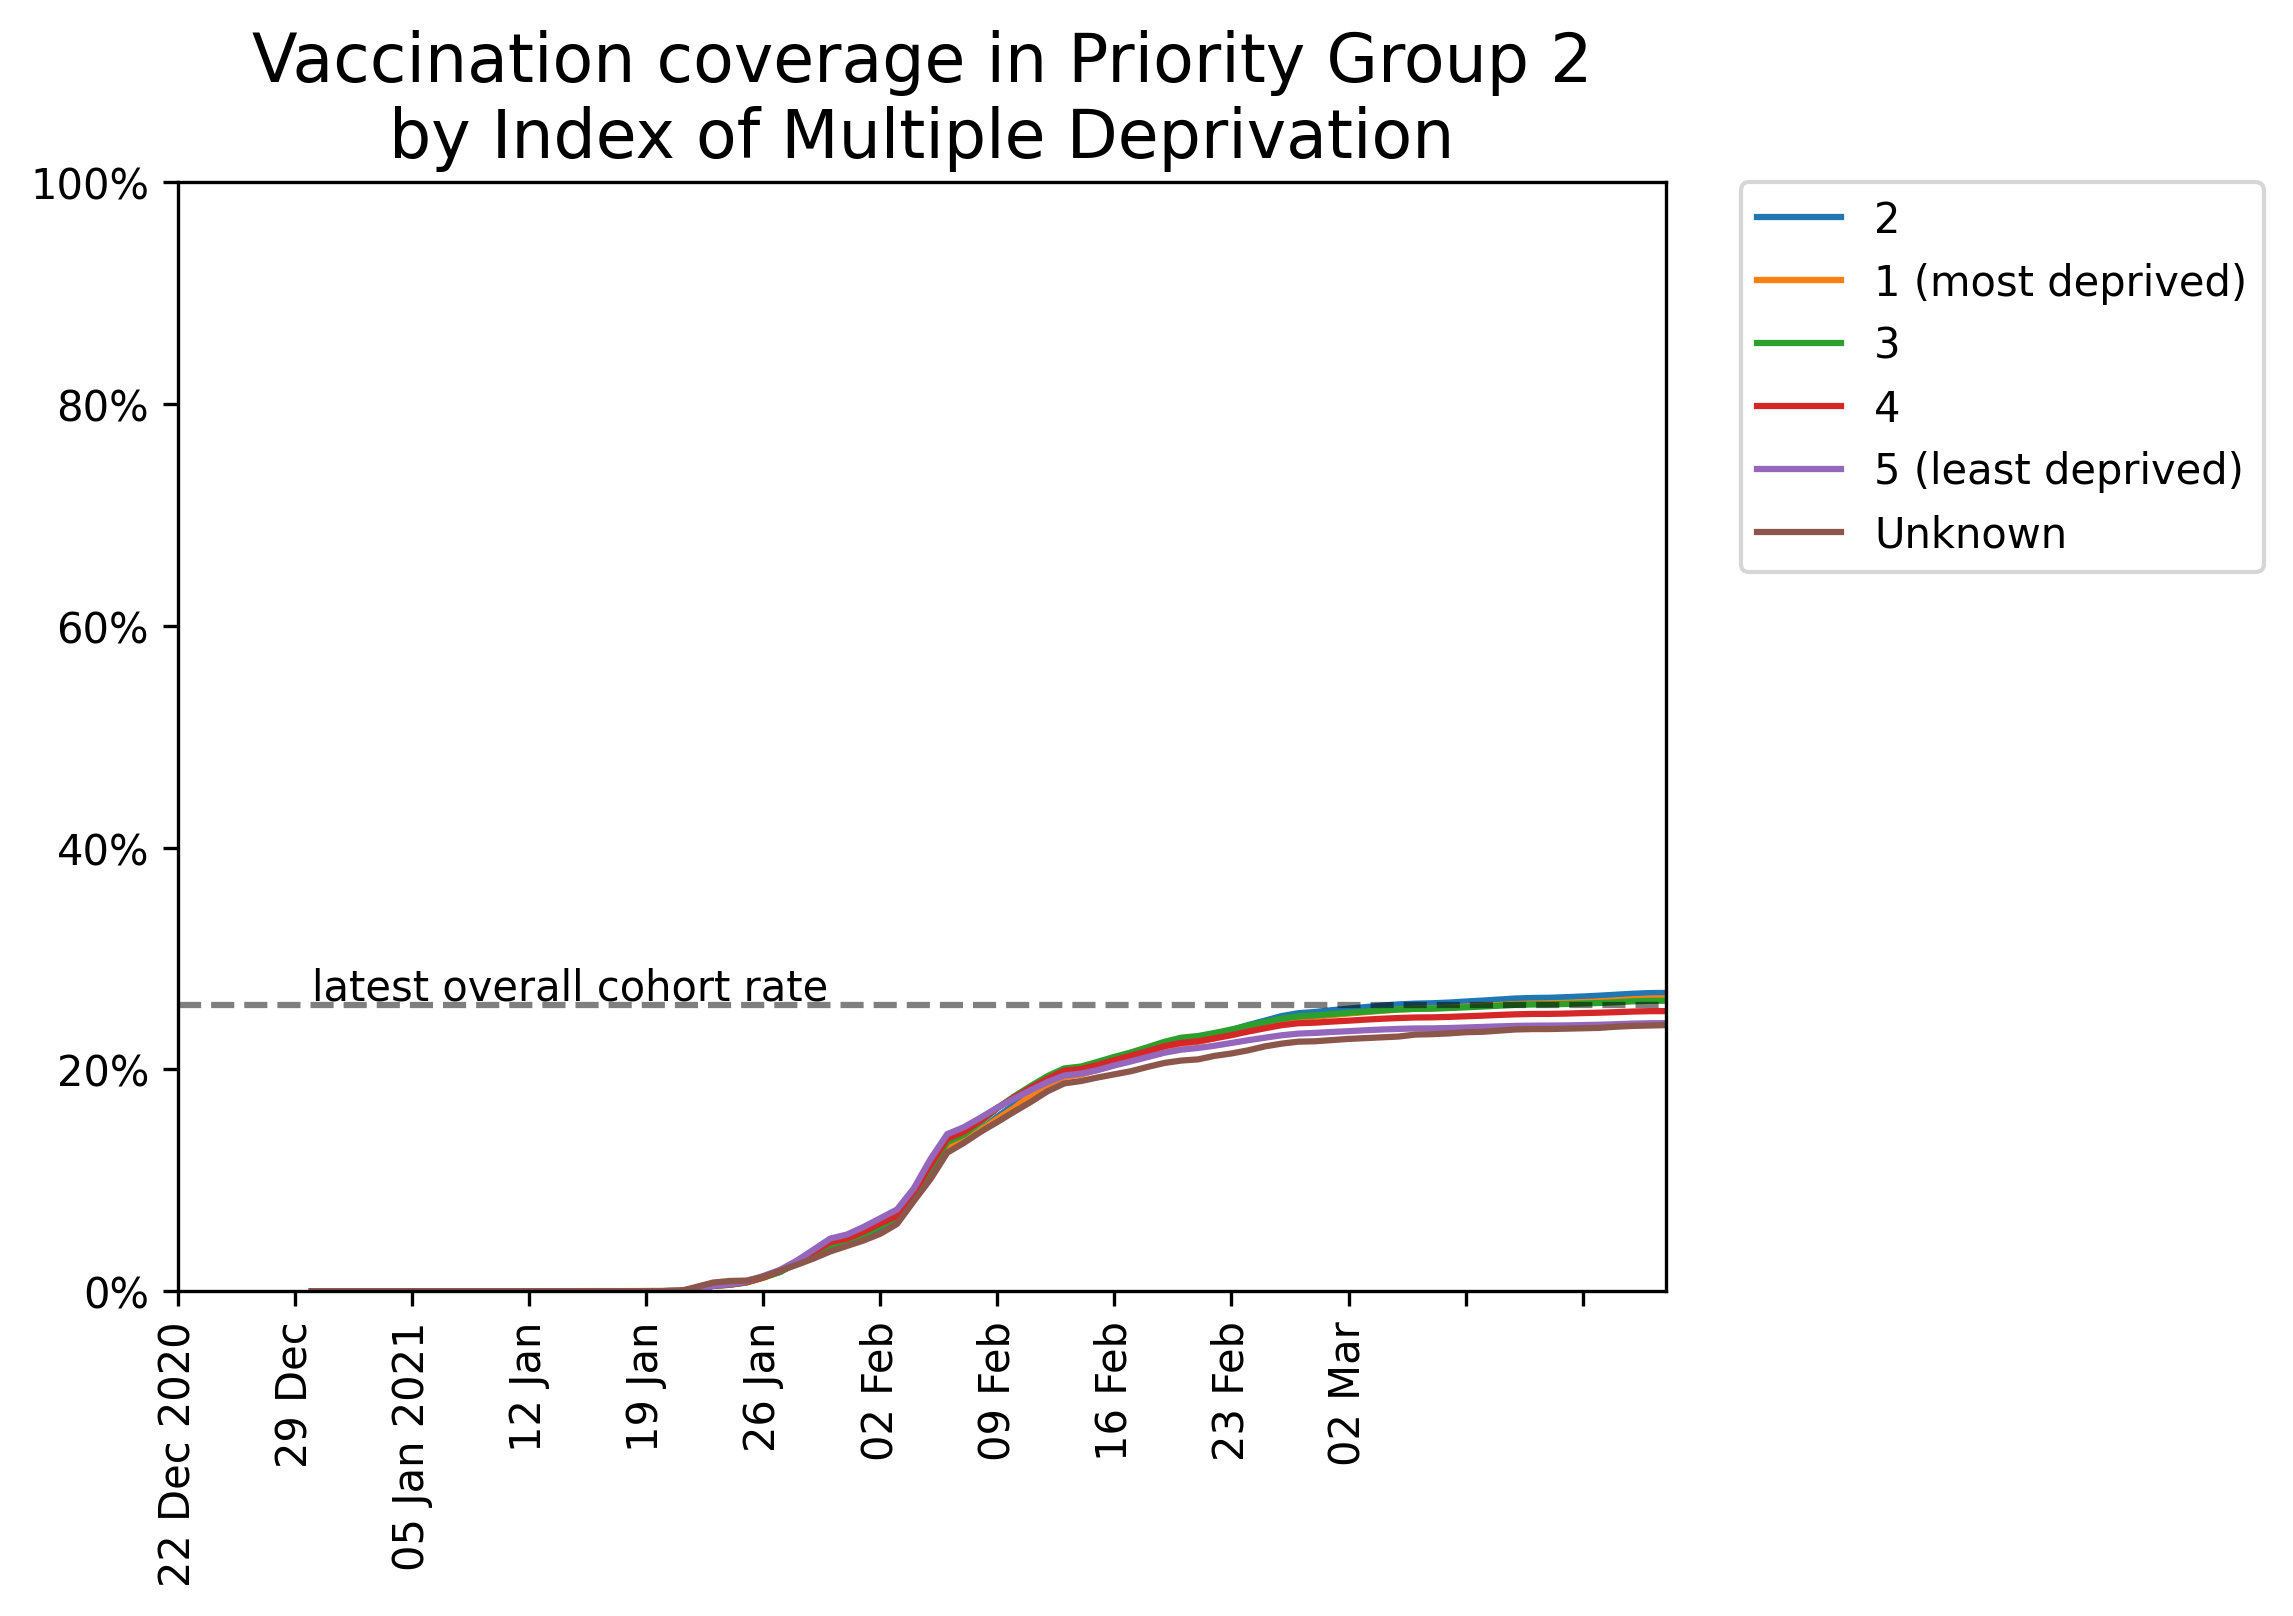 Vaccination coverage in Priority Group 2
by Index of Multiple Deprivation
100%
80%
60%
40%
20%
0%
latest overall cohort rate
22 Dec 2020
29 Dec
05 Jan 2021
12 Jan
19 Jan
26 Jan
02 Feb
09 Feb
16 Feb
23 Feb
02 Mar
2
1 (most deprived)
3
4
5 (least deprived)
Unknown